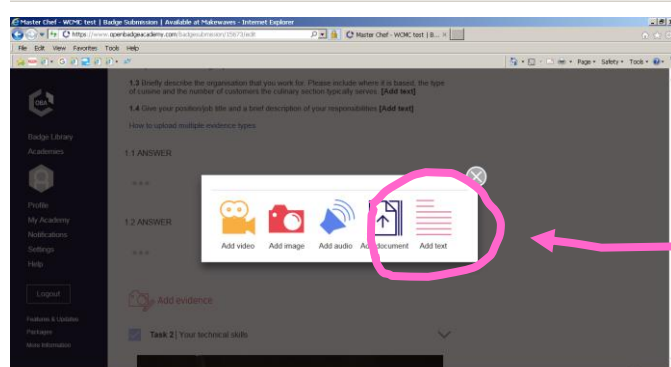 Master Chef - WCMC test | Badge Submission | Available at Makewaves - Internet Explorer
https://www.openbadgeacademy.com/badgesubmission/15673/edit
Master Chef - WCMC test | B...
File Edit View Favorites Tools Help
Page Safety Tools
1.3 Briefly describe the organisation that you work for. Please include where it is based, the type
of cuisine and the number of customers the culinary section typically serves. [Add text]
1.4 Give your position/job title and a brief description of your responsibilities [Add text]
How to upload multiple evidence types
OBA
Badge Library
Academies
1.1 ANSWER
Profile
My Academy
Notifications
Settings
Help
1.2 ANSWER
Add video Add image Add audio Add document Add text
Logout
Add evidence
Features & Updates
Packages
More Information
Task 2 | Your technical skills